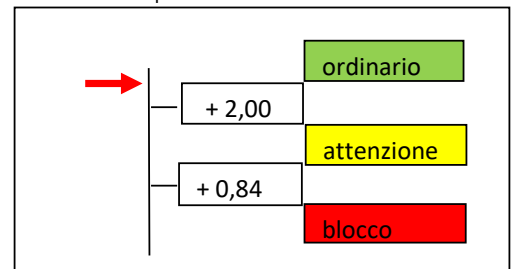 ordinario
+ 2,00
attenzione
+ 0,84
blocco